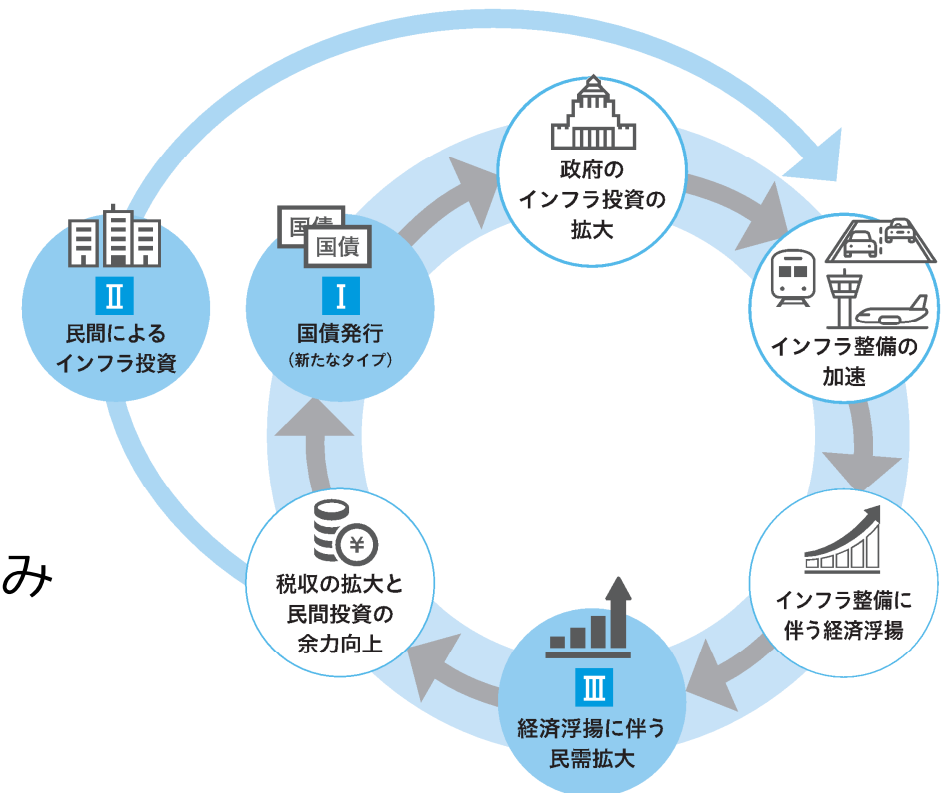 政府の
インフラ投資の
拡大
国債
国債
Ⅰ
国債発行
(新たなタイプ)
Ⅱ
民間による
インフラ投資
インフラ整備の
加速
み
¥
税収の拡大と
民間投資の
余力向上
インフラ整備に
伴う経済浮揚
Ⅲ
経済浮揚に伴う
民需拡大